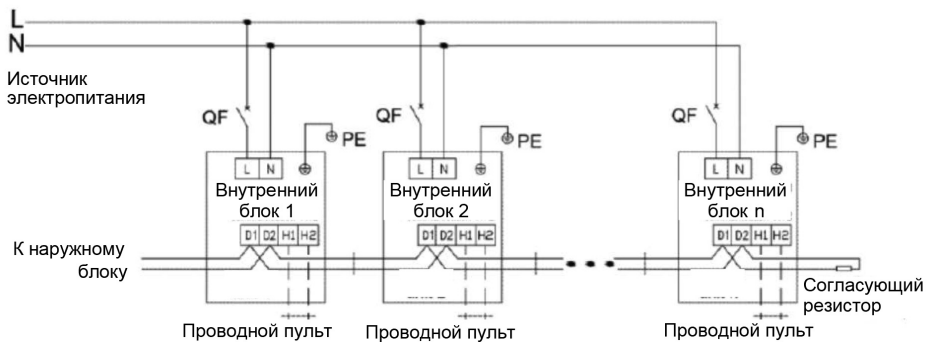 L
N
Источник
электропитания
QF
PE
QF
PE
QF
PE
L N
L N
L N
Внутренний
блок 1
Внутренний
блок 2
Внутренний
блок n
D1 D2 H1 H2
D1 D2 H1 H2
D1 D2 H1 H2
К наружному
блоку
Согласующий
резистор
Проводной пульт
Проводной пульт
Проводной пульт